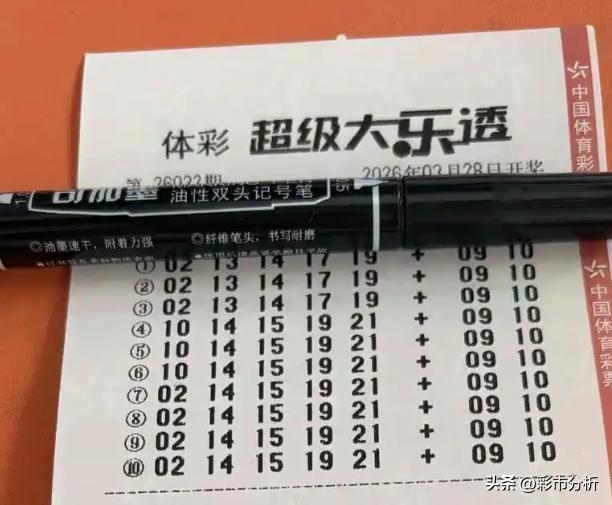 中国体育彩
体彩 超级大乐透
第 26022期 2026年03月28日开奖
可加墨 油性双头记号笔
◎油墨速干,附着力强 ◎纤维笔头,书写耐磨
① 02 13 14 17 19 + 09 10
② 02 13 14 17 19 + 09 10
③ 02 13 14 17 19 + 09 10
④ 10 14 15 19 21 + 09 10
⑤ 10 14 15 19 21 + 09 10
⑥ 10 14 15 19 21 + 09 10
⑦ 02 14 15 19 21 + 09 10
⑧ 02 14 15 19 21 + 09 10
⑨ 02 14 15 19 21 + 09 10
⑩ 02 14 15 19 21 + 09 10
中国体育彩票
头条 @彩市分析